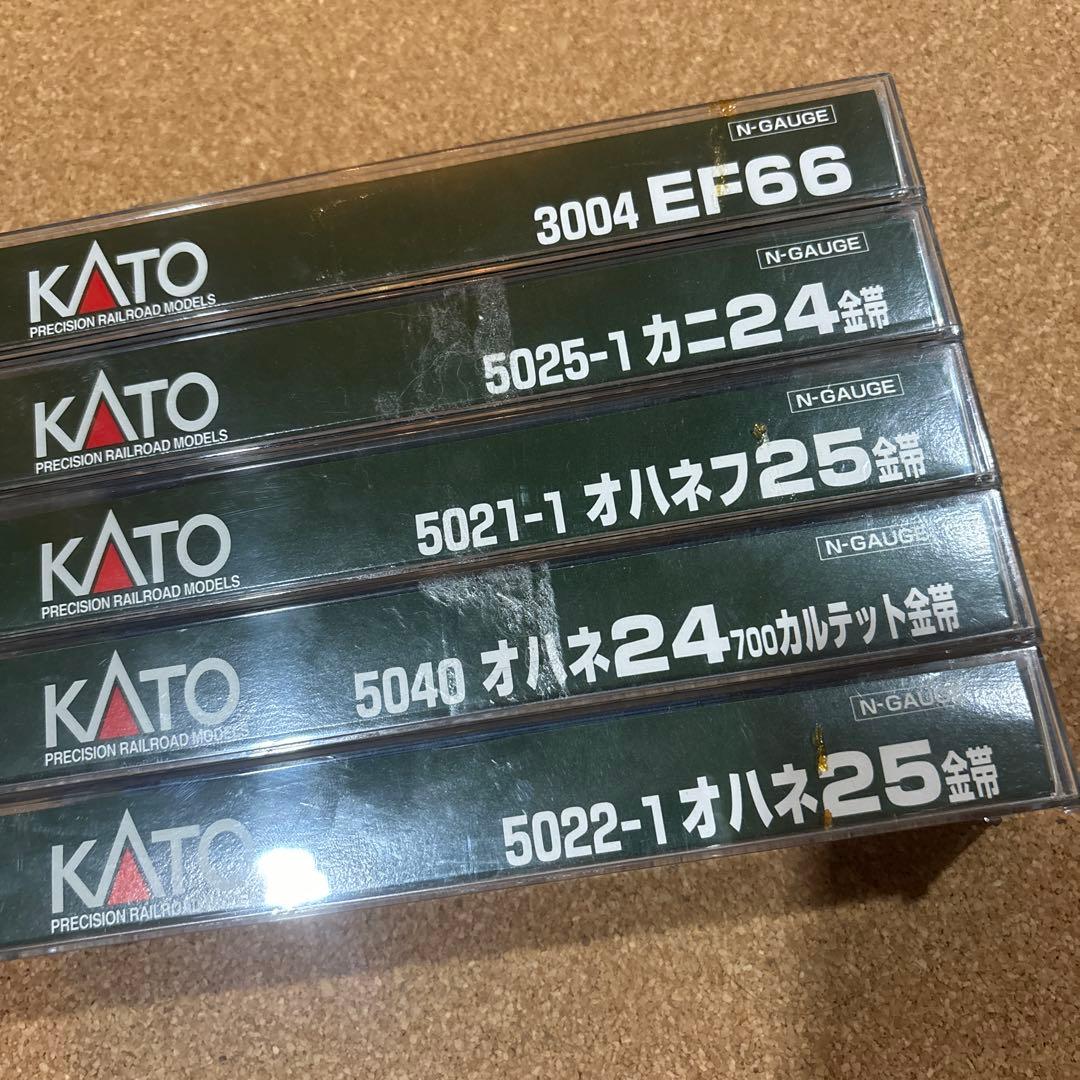 KATO
PRECISION RAILROAD MODELS
N-GAUGE
3004 EF66
KATO
PRECISION RAILROAD MODELS
N-GAUGE
5025-1 カニ24金帯
KATO
PRECISION RAILROAD MODELS
N-GAUGE
5021-1 オハネフ25金帯
KATO
PRECISION RAILROAD MODELS
N-GAUGE
5040 オハネ24700カルテット金帯
KATO
PRECISION RAILROAD MODELS
N-GAUGE
5022-1 オハネ25金帯